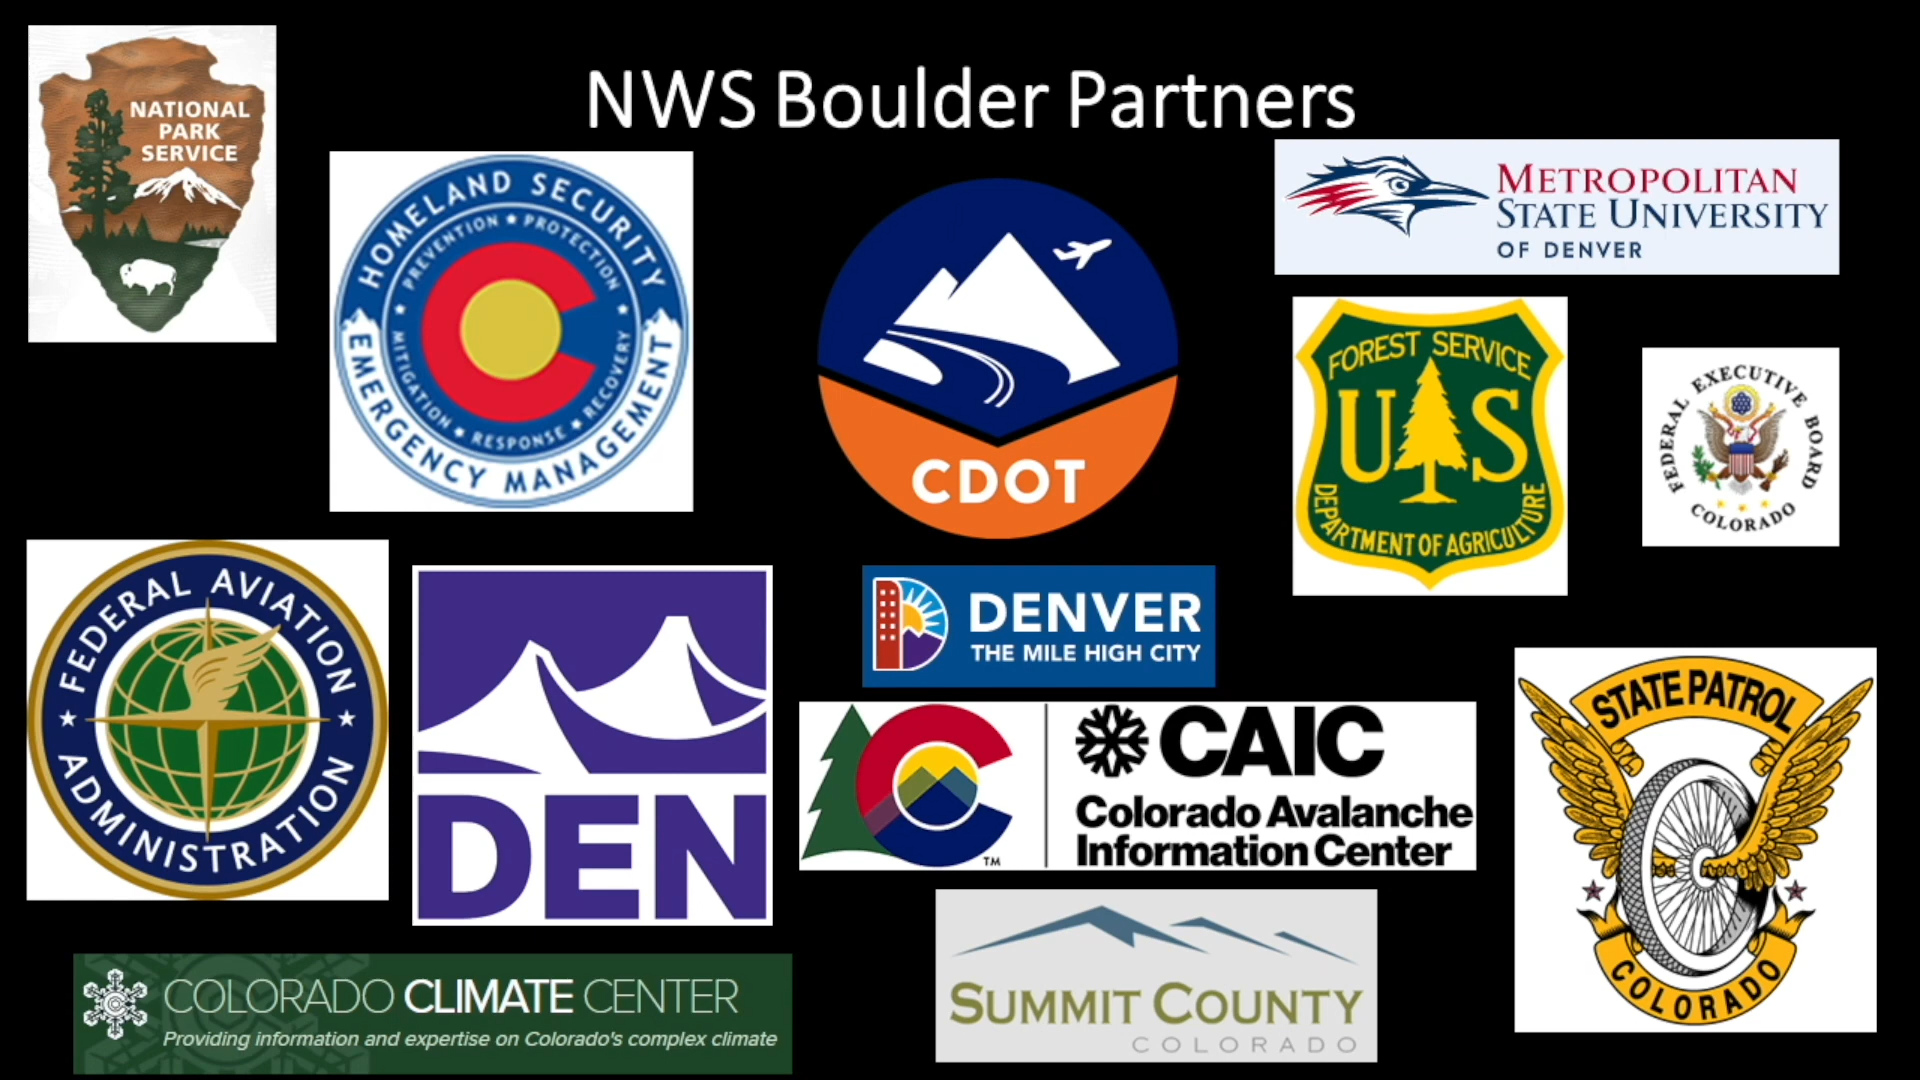 NWS Boulder Partners
NATIONAL
PARK
SERVICE
HOMELAND SECURITY
PREVENTION ★ PROTECTION
MITIGATION ★ RESPONSE ★ RECOVERY
EMERGENCY MANAGEMENT
CDOT
METROPOLITAN
STATE UNIVERSITY
OF DENVER
FOREST SERVICE
U S
DEPARTMENT OF AGRICULTURE
FEDERAL EXECUTIVE BOARD
COLORADO
FEDERAL AVIATION
ADMINISTRATION
DEN
DENVER
THE MILE HIGH CITY
CAIC
Colorado Avalanche
Information Center
TM
STATE PATROL
COLORADO
COLORADO CLIMATE CENTER
Providing information and expertise on Colorado's complex climate
SUMMIT COUNTY
COLORADO